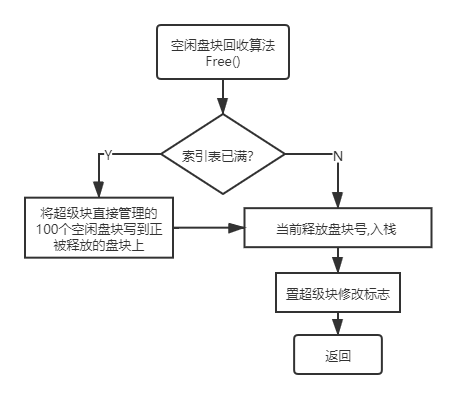 空闲盘块回收算法
Free()
索引表已满?
Y
N
将超级块直接管理的
100个空闲盘块写到正
被释放的盘块上
当前释放盘块号,入栈
置超级块修改标志
返回